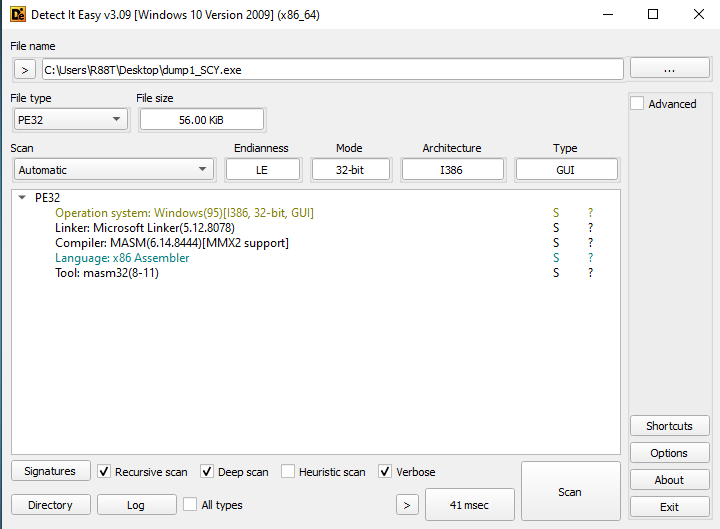 Detect It Easy v3.09 [Windows 10 Version 2009] (x86_64)
File name
> C:\Users\R88T\Desktop\dump1_SCY.exe ...
File type File size Advanced
PE32 56.00 KiB
Scan Endianness Mode Architecture Type
Automatic LE 32-bit I386 GUI
PE32
Operation system: Windows(95)[I386, 32-bit, GUI] S ?
Linker: Microsoft Linker(5.12.8078) S ?
Compiler: MASM(6.14.8444)[MMX2 support] S ?
Language: x86 Assembler S ?
Tool: masm32(8-11) S ?
Shortcuts
Options
Signatures Recursive scan Deep scan Heuristic scan Verbose Scan About
Directory Log All types > 41 msec Exit